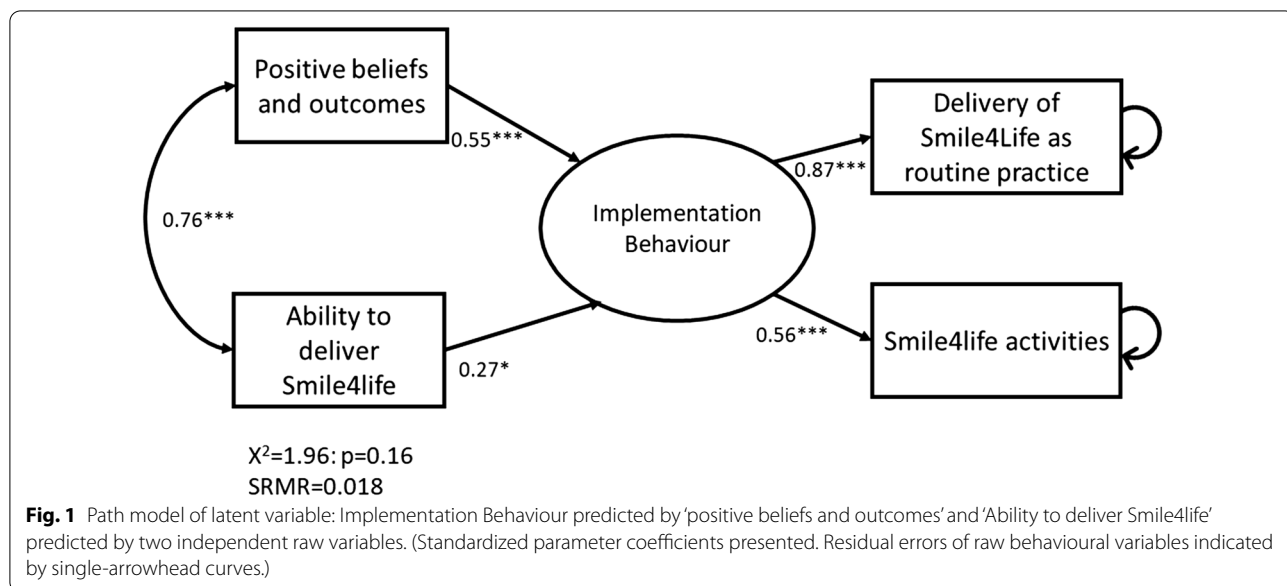 Positive beliefs
and outcomes
0.55***
0.76***
Ability to
deliver
Smile4life
0.27*
Implementation
Behaviour
0.87***
Delivery of
Smile4Life as
routine practice
0.56***
Smile4life activities
X²=1.96: p=0.16
SRMR=0.018
Fig. 1 Path model of latent variable: Implementation Behaviour predicted by ‘positive beliefs and outcomes’ and ‘Ability to deliver Smile4life’
predicted by two independent raw variables. (Standardized parameter coefficients presented. Residual errors of raw behavioural variables indicated
by single-arrowhead curves.)